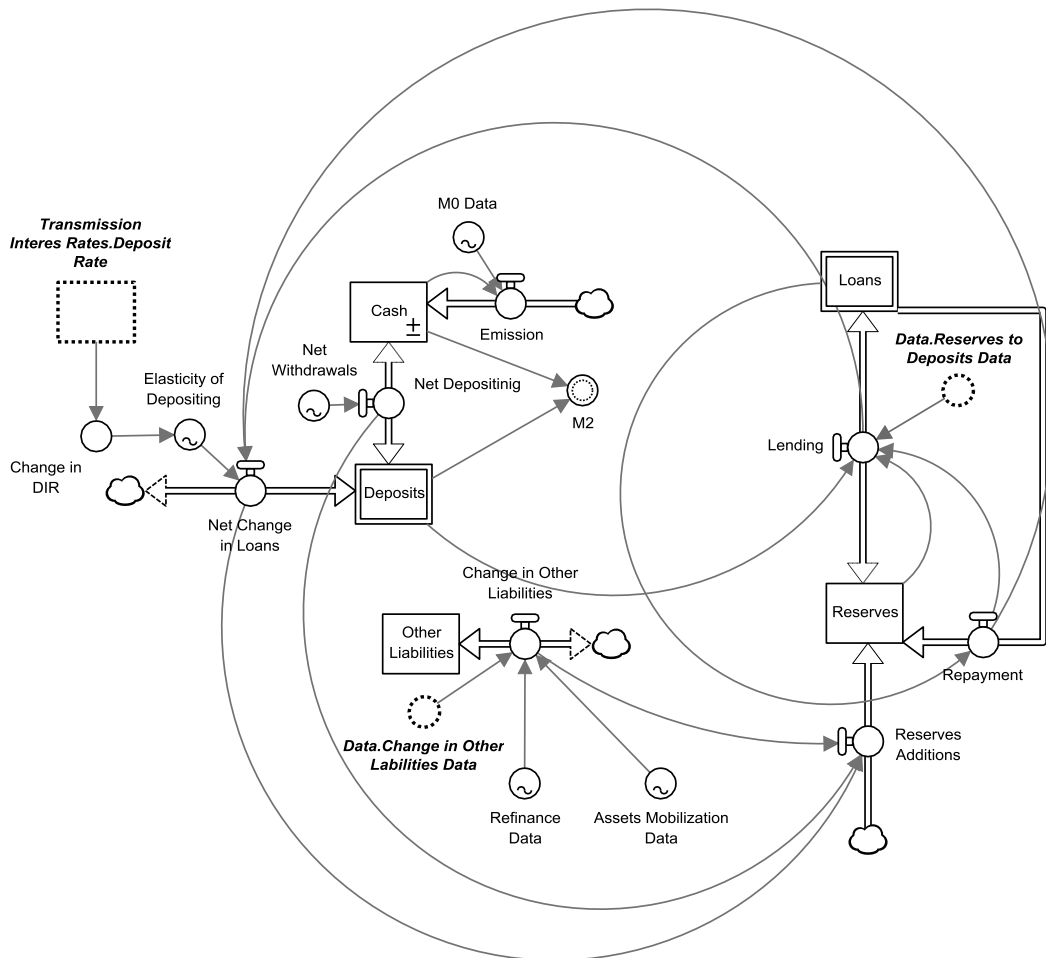 M0 Data
Transmission
Interes Rates.Deposit
Rate
Loans
Cash
±
Emission
Data.Reserves to
Deposits Data
Net
Withdrawals
Elasticity of
Depositing
Net Depositinig
M2
Lending
Change in
DIR
Deposits
Net Change
in Loans
Change in Other
Liabilities
Reserves
Other
Liabilities
Repayment
Data.Change in Other
Labilities Data
Reserves
Additions
Refinance
Data
Assets Mobilization
Data